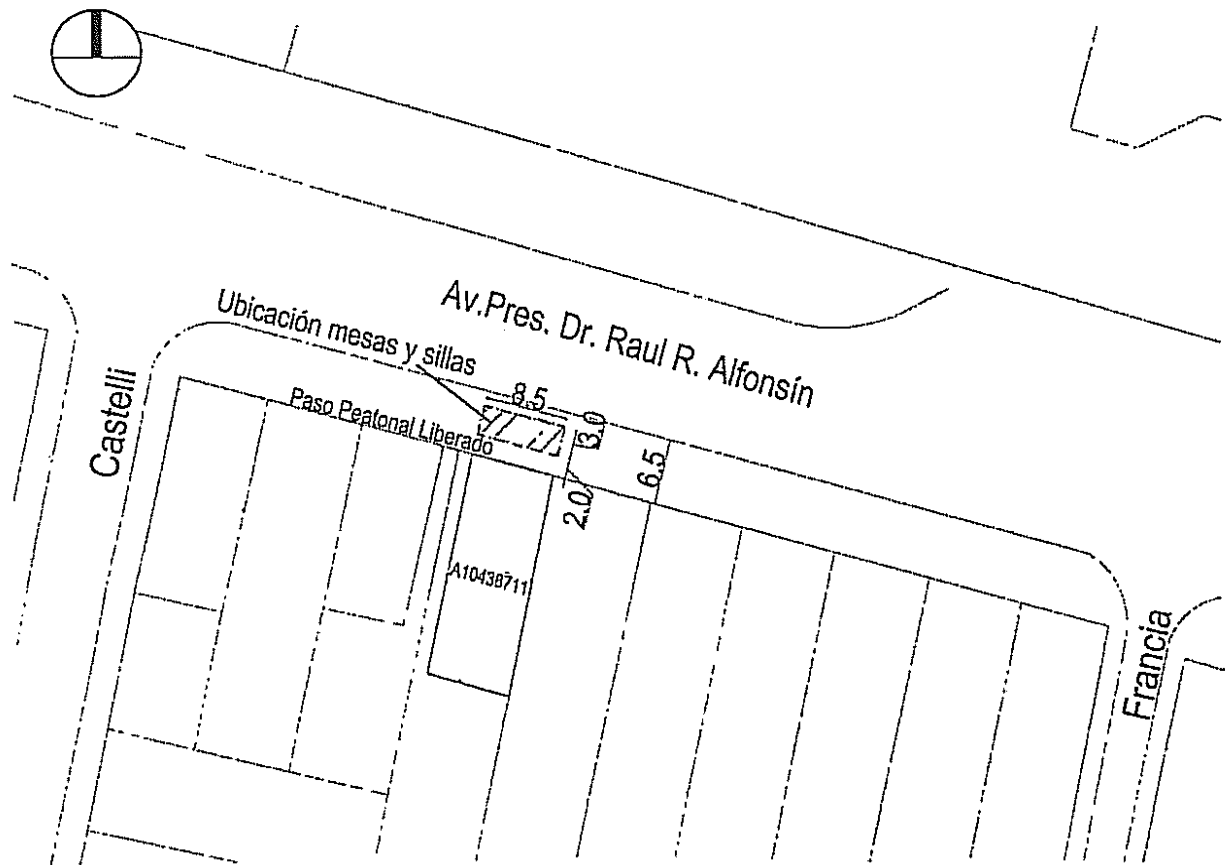 Av.Pres. Dr. Raul R. Alfonsín
Ubicación mesas y sillas
8.5
Paso Peatonal Liberado
3.0
6.5
2.0
Castelli
A10438711
Francia